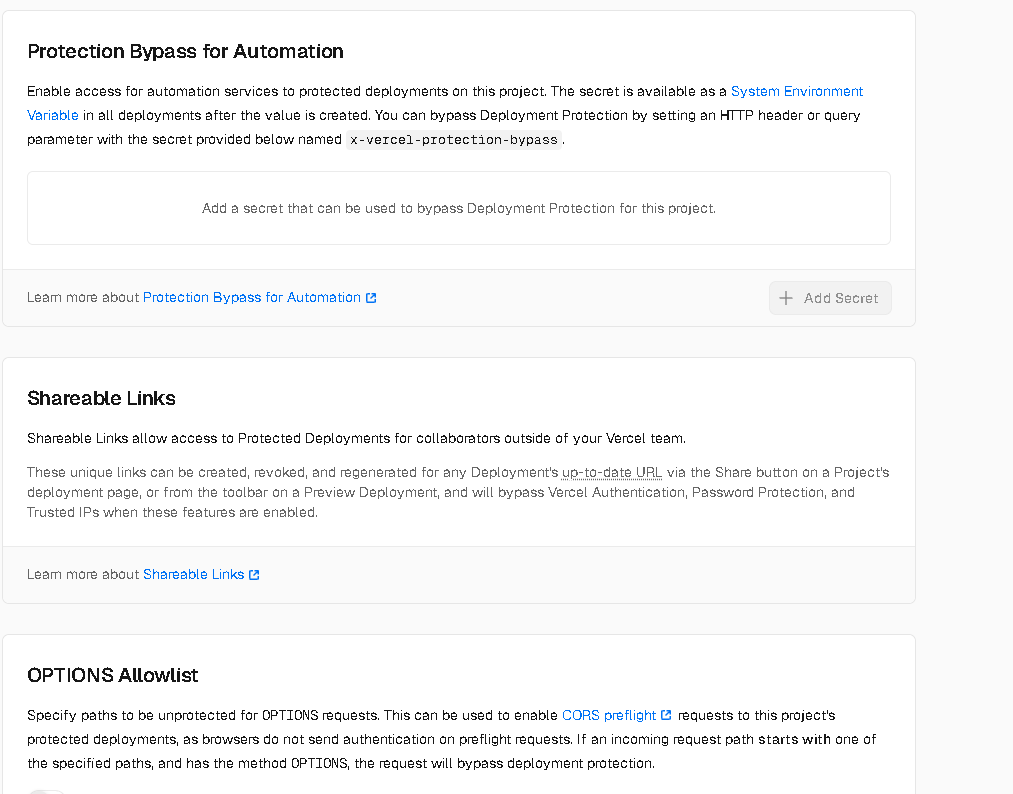 Protection Bypass for Automation
Enable access for automation services to protected deployments on this project. The secret is available as a System Environment
Variable in all deployments after the value is created. You can bypass Deployment Protection by setting an HTTP header or query
parameter with the secret provided below named x-vercel-protection-bypass.
Add a secret that can be used to bypass Deployment Protection for this project.
Learn more about Protection Bypass for Automation
Add Secret
Shareable Links
Shareable Links allow access to Protected Deployments for collaborators outside of your Vercel team.
These unique links can be created, revoked, and regenerated for any Deployment's up-to-date URL via the Share button on a Project's
deployment page, or from the toolbar on a Preview Deployment, and will bypass Vercel Authentication, Password Protection, and
Trusted IPs when these features are enabled.
Learn more about Shareable Links
OPTIONS Allowlist
Specify paths to be unprotected for OPTIONS requests. This can be used to enable CORS preflight requests to this project's
protected deployments, as browsers do not send authentication on preflight requests. If an incoming request path starts with one of
the specified paths, and has the method OPTIONS, the request will bypass deployment protection.